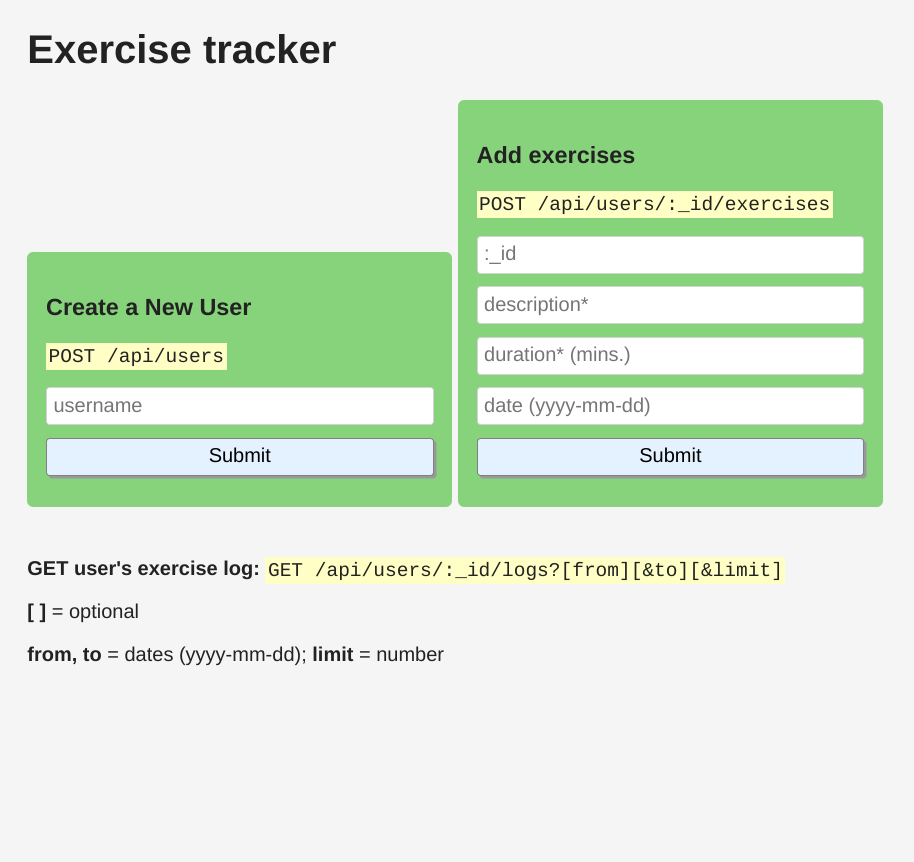 Exercise tracker
Create a New User
POST /api/users
username
Submit
Add exercises
POST /api/users/:_id/exercises
:_id
description*
duration* (mins.)
date (yyyy-mm-dd)
Submit
GET user's exercise log: GET /api/users/:_id/logs?[from][&to][&limit]
[ ] = optional
from, to = dates (yyyy-mm-dd); limit = number